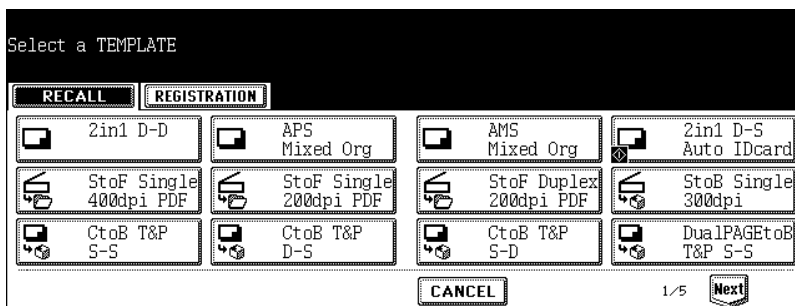 Select a TEMPLATE
RECALL REGISTRATION
2in1 D-D APS AMS 2in1 D-S
Mixed Org Mixed Org Auto IDcard
StoF Single StoF Single StoF Duplex StoB Single
400dpi PDF 200dpi PDF 200dpi PDF 300dpi
CtoB T&P CtoB T&P CtoB T&P DualPAGEtoB
S-S D-S S-D T&P S-S
CANCEL 1/5 Next